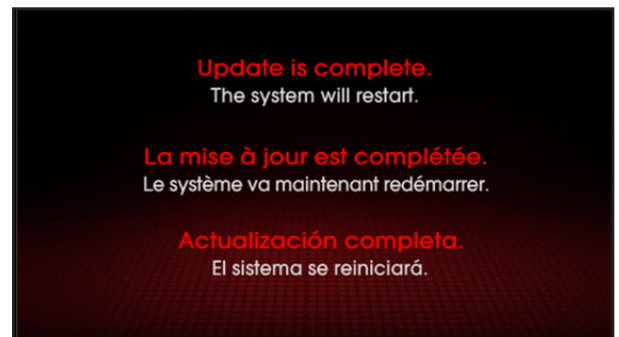 Update is complete.
The system will restart.
La mise à jour est complétée.
Le système va maintenant redémarrer.
Actualización completa.
El sistema se reiniciará.